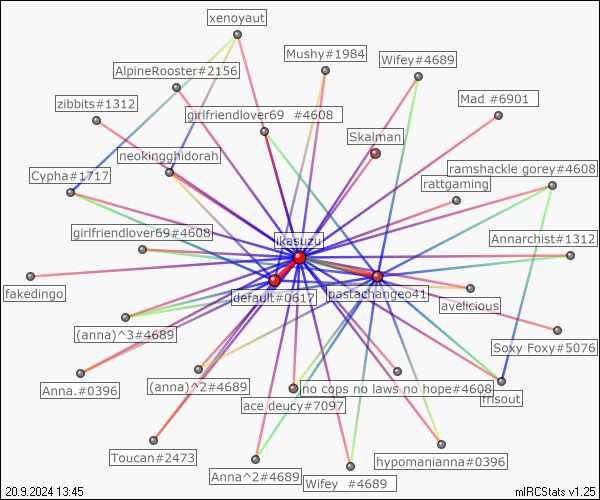 xenoyaut
Mushy#1984
Wifey#4689
AlpineRooster#2156
Mad #6901
zibbits#1312
girlfriendlover69 #4608
Skalman
neokingghidorah
ramshackle gorey#4608
Cypha#1717
rattgaming
girlfriendlover69#4608
ikasuzu
Annarchist#1312
fakedingo
default#0617
pastachange041
avelicious
(anna)^3#4689
Soxy Foxy#5076
Anna.#0396
(anna)^2#4689
no cops no laws no hope#4608
frisout
ace deucy#7097
Toucan#2473
hypomanianna#0396
Anna^2#4689
Wifey #4689
20.9.2024 13:45
mIRCStats v1.25